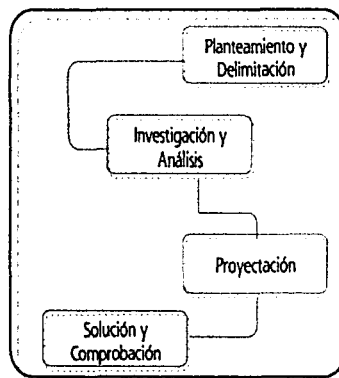 Planteamiento y
Delimitación
Investigación y
Análisis
Proyectación
Solución y
Comprobación